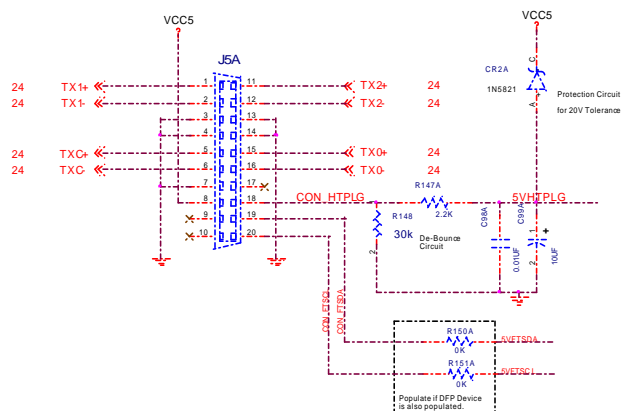 VCC5
VCC5
J5A
24 TX1+
24 TX1-
24 TXC+
24 TXC-
1 11
2 12
3 13
4 14
5 15
6 16
7 17
8 18
9 19
10 20
TX2+ 24
TX2- 24
TX0+ 24
TX0- 24
C
CR2A
1N5821
A
Protection Circuit
for 20V Tolerance
CON_HTPLG
R147A
2.2K
5VHTPLG
R148
30k
2
De-Bounce
Circuit
C98A
0.01UF
C99A
1
+
2
10UF
CON_FTSCL
CON_FTSDA
R150A
0K
5VFTSDA
R151A
0K
5VFTSCL
Populate if DFP Device
is also populated.